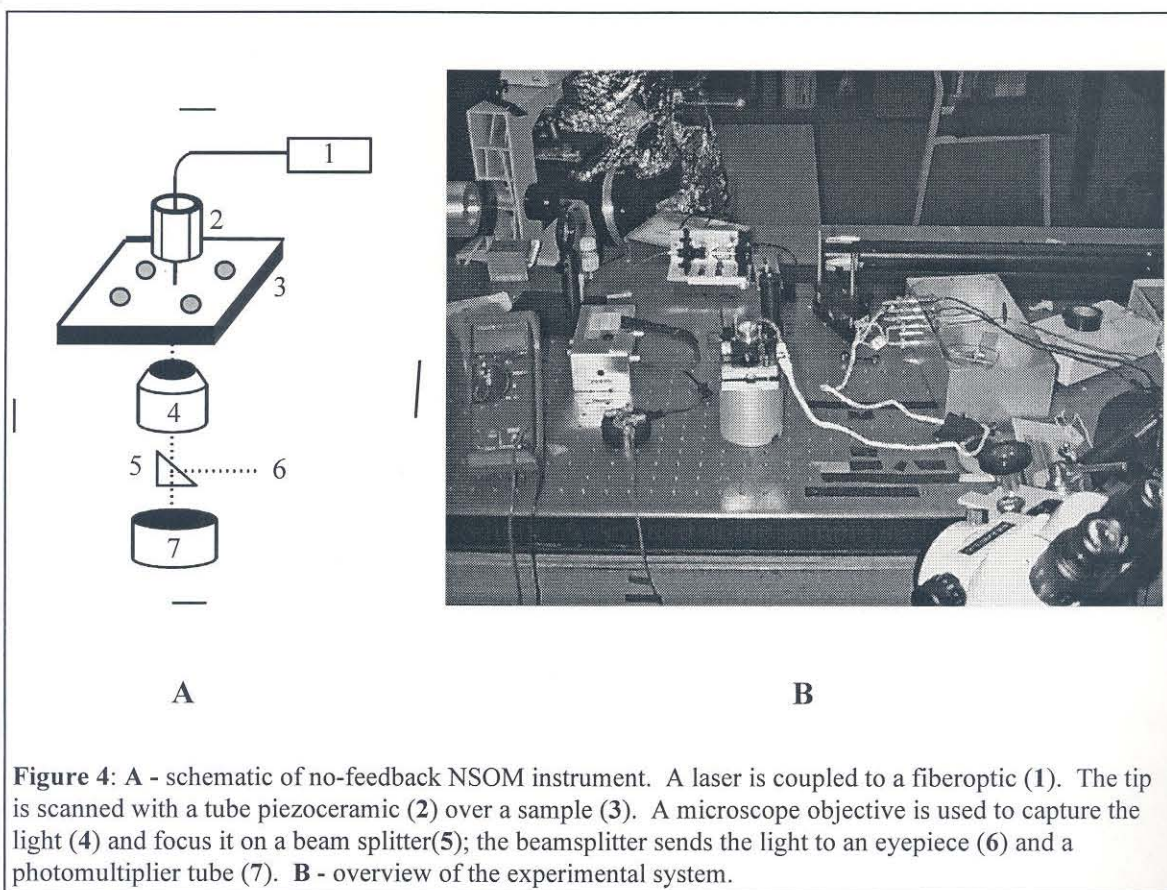 1
2
3
4
5
6
7
A
B
Figure 4: A - schematic of no-feedback NSOM instrument. A laser is coupled to a fiberoptic (1). The tip
is scanned with a tube piezoceramic (2) over a sample (3). A microscope objective is used to capture the
light (4) and focus it on a beam splitter(5); the beamsplitter sends the light to an eyepiece (6) and a
photomultiplier tube (7). B - overview of the experimental system.